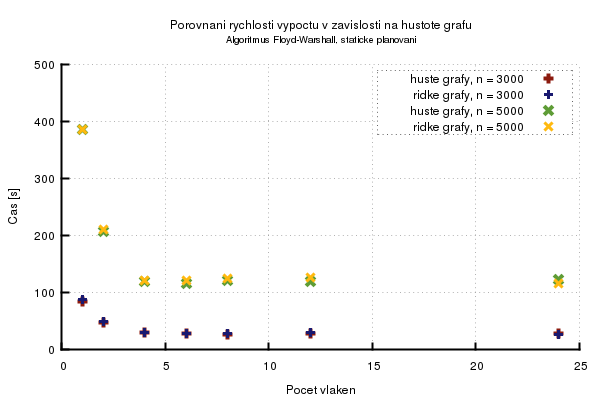 Porovnani rychlosti vypoctu v zavislosti na hustote grafu
Algoritmus Floyd-Warshall, staticke planovani
huste grafy, n = 3000
ridke grafy, n = 3000
huste grafy, n = 5000
ridke grafy, n = 5000
Cas [s]
500
400
300
200
100
0
0 5 10 15 20 25
Pocet vlaken